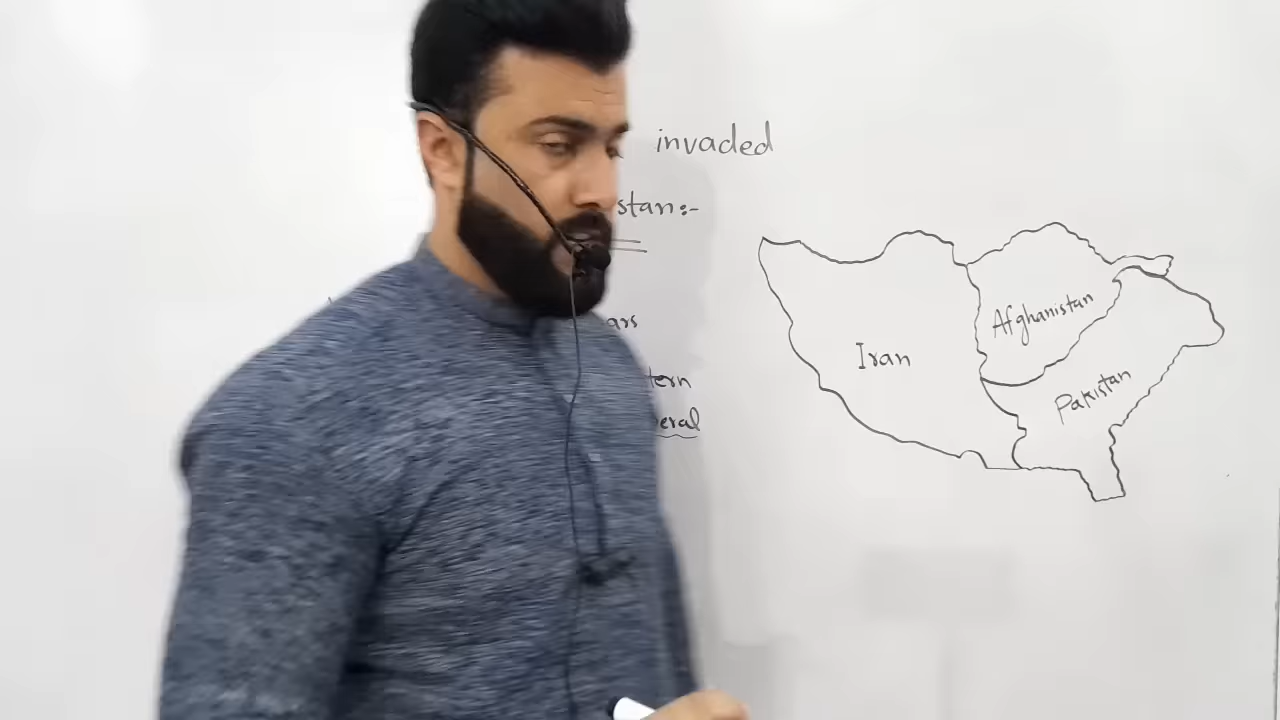 invaded
stan:-
ars
tern
eral
Afghanistan
Iran
Pakistan